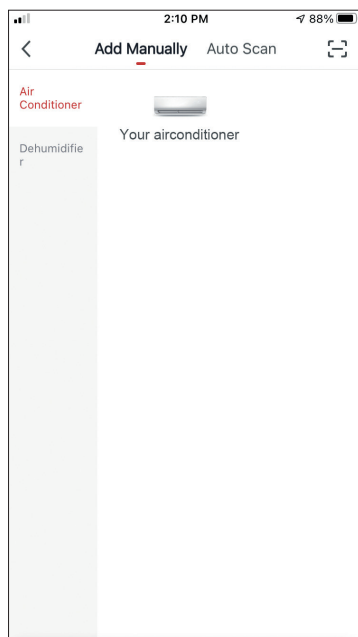 2:10 PM
88%
Add Manually Auto Scan
Air
Conditioner
Your airconditioner
Dehumidifie
r